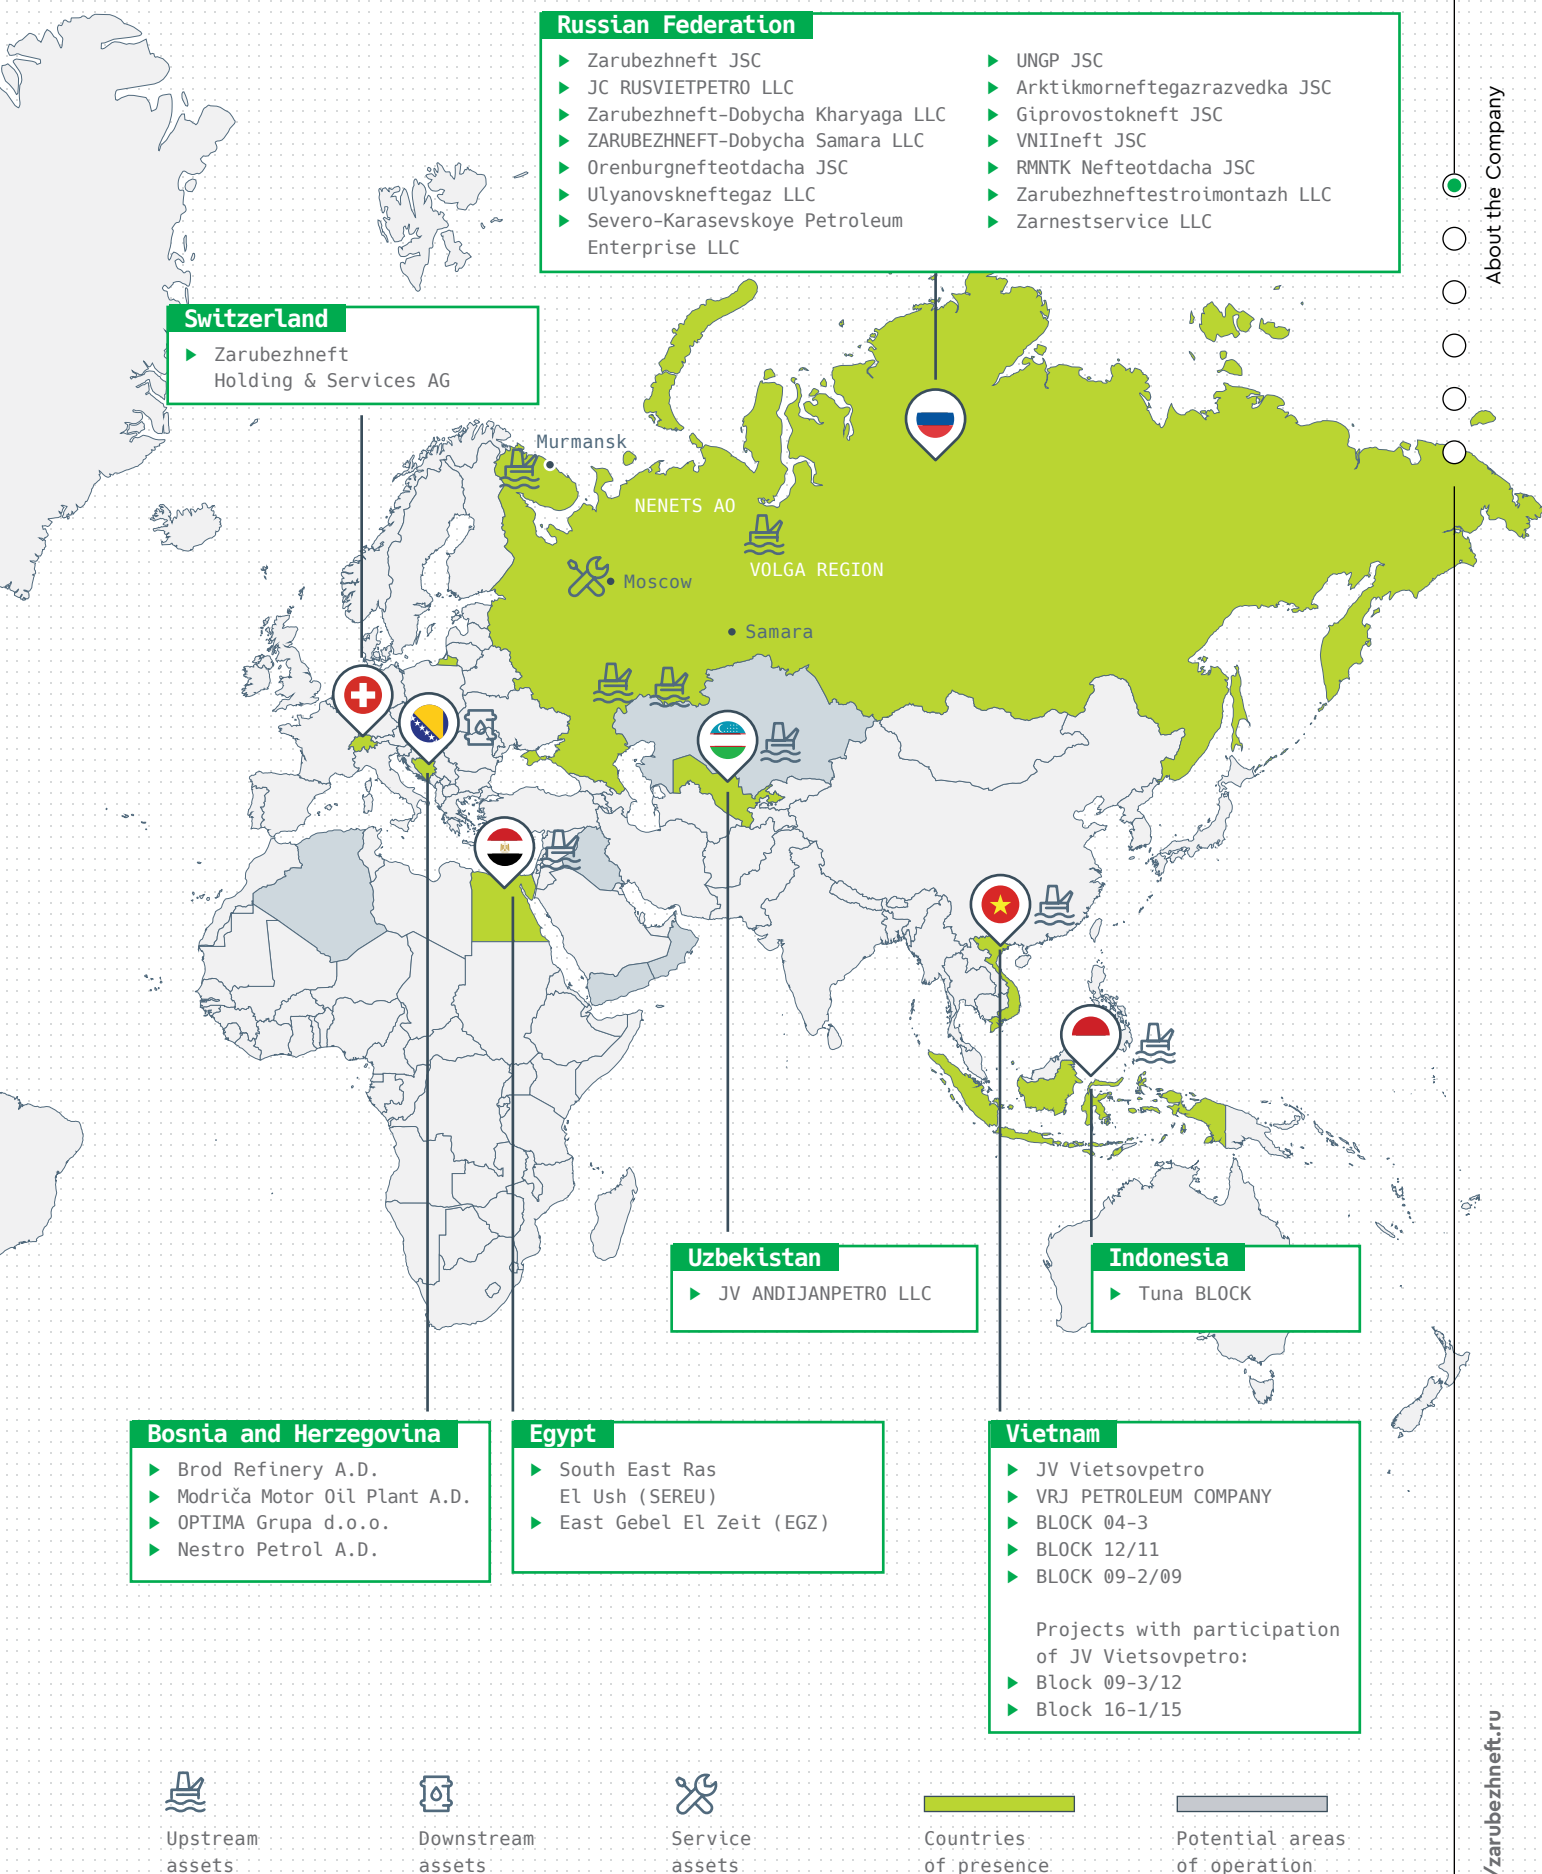 Russian Federation
Zarubezhneft JSC
JC RUSVIETPETRO LLC
Zarubezhneft-Dobycha Kharyaga LLC
ZARUBEZHNEFT-Dobycha Samara LLC
Orenburgnefteotdacha JSC
Ulyanovskneftegaz LLC
Severo-Karasevskoye Petroleum
Enterprise LLC
UNGP JSC
Arktikmorneftegazrazvedka JSC
Giprovostokneft JSC
VNIIneft JSC
RMNTK Nefteotdacha JSC
Zarubezhneftestroimontazh LLC
Zarnestservice LLC
About the Company
Switzerland
Zarubezhneft
Holding & Services AG
Murmansk
NENETS AO
VOLGA REGION
Moscow
Samara
Uzbekistan
JV ANDIJANPETRO LLC
Indonesia
Tuna BLOCK
Bosnia and Herzegovina
Brod Refinery A.D.
Modriča Motor Oil Plant A.D.
OPTIMA Grupa d.o.o.
Nestro Petrol A.D.
Egypt
South East Ras
El Ush (SEREU)
East Gebel El Zeit (EGZ)
Vietnam
JV Vietsovpetro
VRJ PETROLEUM COMPANY
BLOCK 04-3
BLOCK 12/11
BLOCK 09-2/09
Projects with participation
of JV Vietsovpetro:
Block 09-3/12
Block 16-1/15
Upstream
assets
Downstream
assets
Service
assets
Countries
of presence
Potential areas
of operation
/zarubezhneft.ru